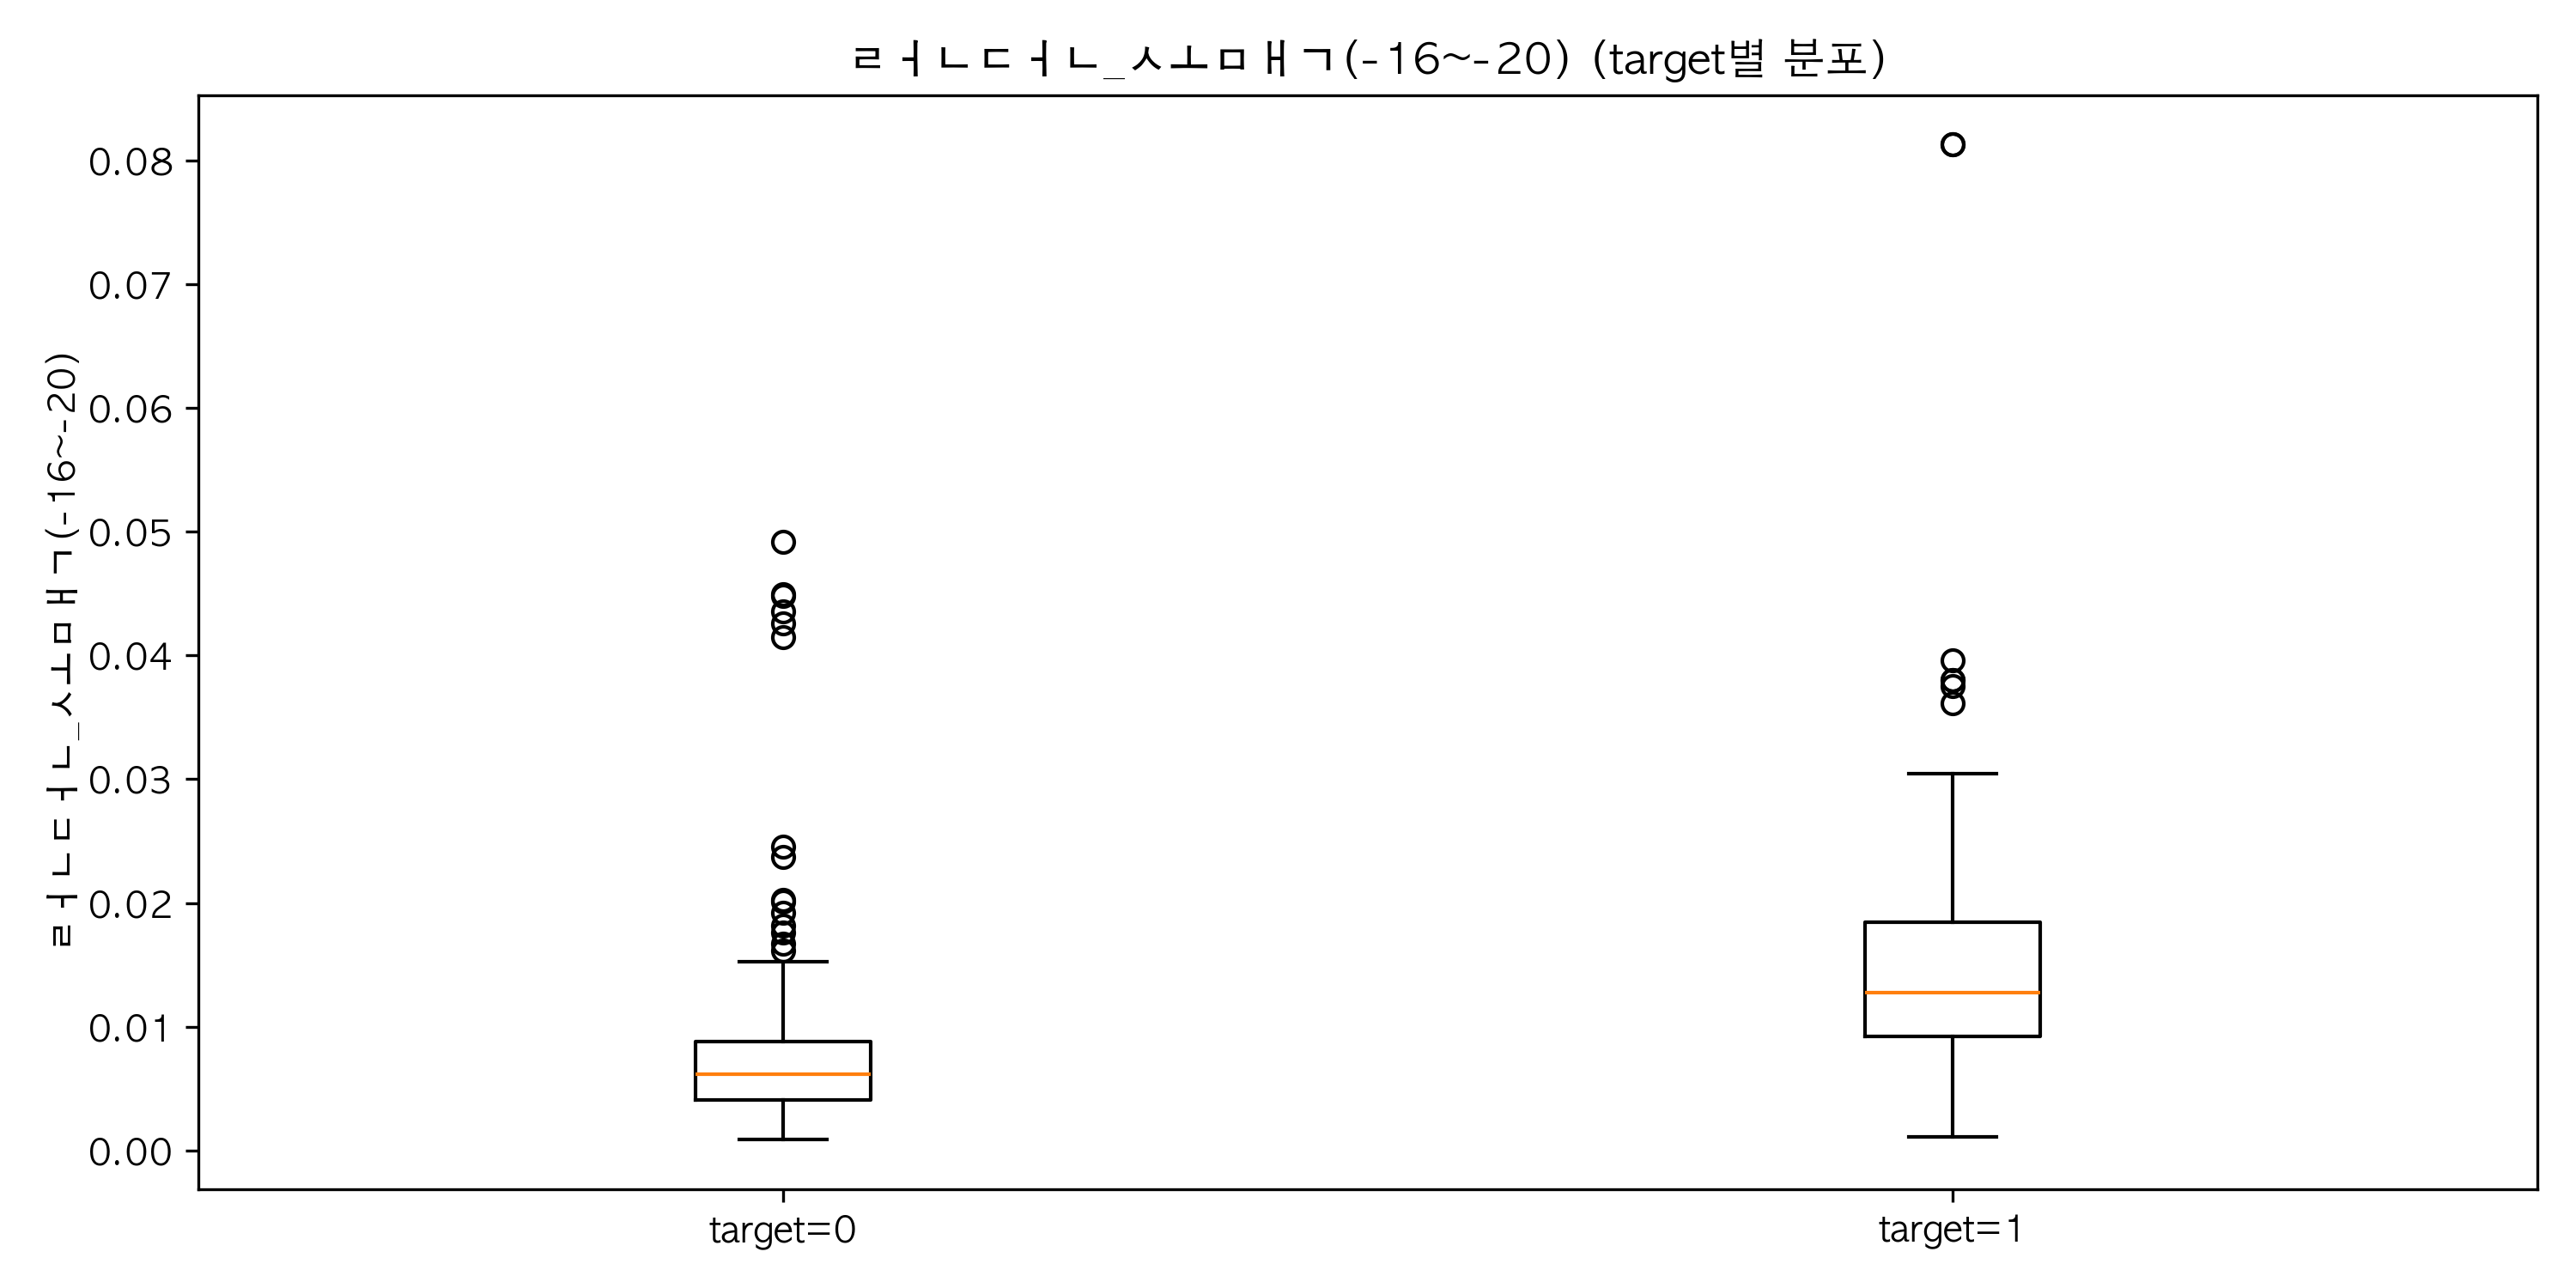 ㄹㅓㄴㄷㅓㄴ_ㅅㅗㅁㅐㄱ(-16~-20) (target별 분포)
ㄹㅓㄴㄷㅓㄴ_ㅅㅗㅁㅐㄱ(-16~-20)
0.08
0.07
0.06
0.05
0.04
0.03
0.02
0.01
0.00
target=0
target=1